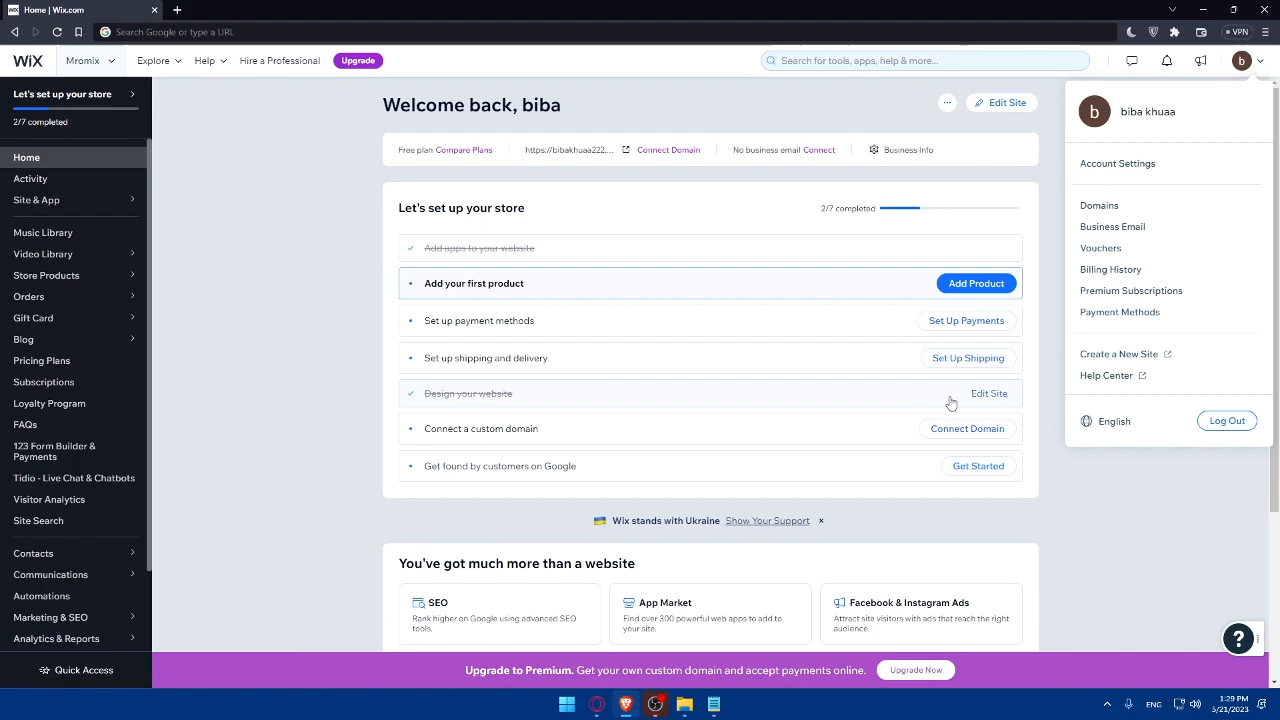 Home | Wix.com
Search Google or type a URL
VPN
WiX
Mromix
Explore
Help
Hire a Professional
Upgrade
Search for tools, apps, help & more...
b
Let's set up your store
2/7 completed
Home
Activity
Site & App
Music Library
Video Library
Store Products
Orders
Gift Card
Blog
Pricing Plans
Subscriptions
Loyalty Program
FAQs
123 Form Builder &
Payments
Tidio - Live Chat & Chatbots
Visitor Analytics
Site Search
Contacts
Communications
Automations
Marketing & SEO
Analytics & Reports
Quick Access
Welcome back, biba
Edit Site
Free plan Compare Plans
https://bibakhuaa222....
Connect Domain
No business email Connect
Business Info
Let's set up your store
2/7 completed
Add apps to your website
Add your first product
Add Product
Set up payment methods
Set Up Payments
Set up shipping and delivery
Set Up Shipping
Design your website
Edit Site
Connect a custom domain
Connect Domain
Get found by customers on Google
Get Started
Wix stands with Ukraine Show Your Support
You've got much more than a website
SEO
Rank higher on Google using advanced SEO
tools.
App Market
Find over 300 powerful web apps to add to
your site.
Facebook & Instagram Ads
Attract site visitors with ads that reach the right
audience.
b
biba khuaa
Account Settings
Domains
Business Email
Vouchers
Billing History
Premium Subscriptions
Payment Methods
Create a New Site
Help Center
English
Log Out
?
Upgrade to Premium. Get your own custom domain and accept payments online.
Upgrade Now
ENG
1:29 PM
5/21/2023